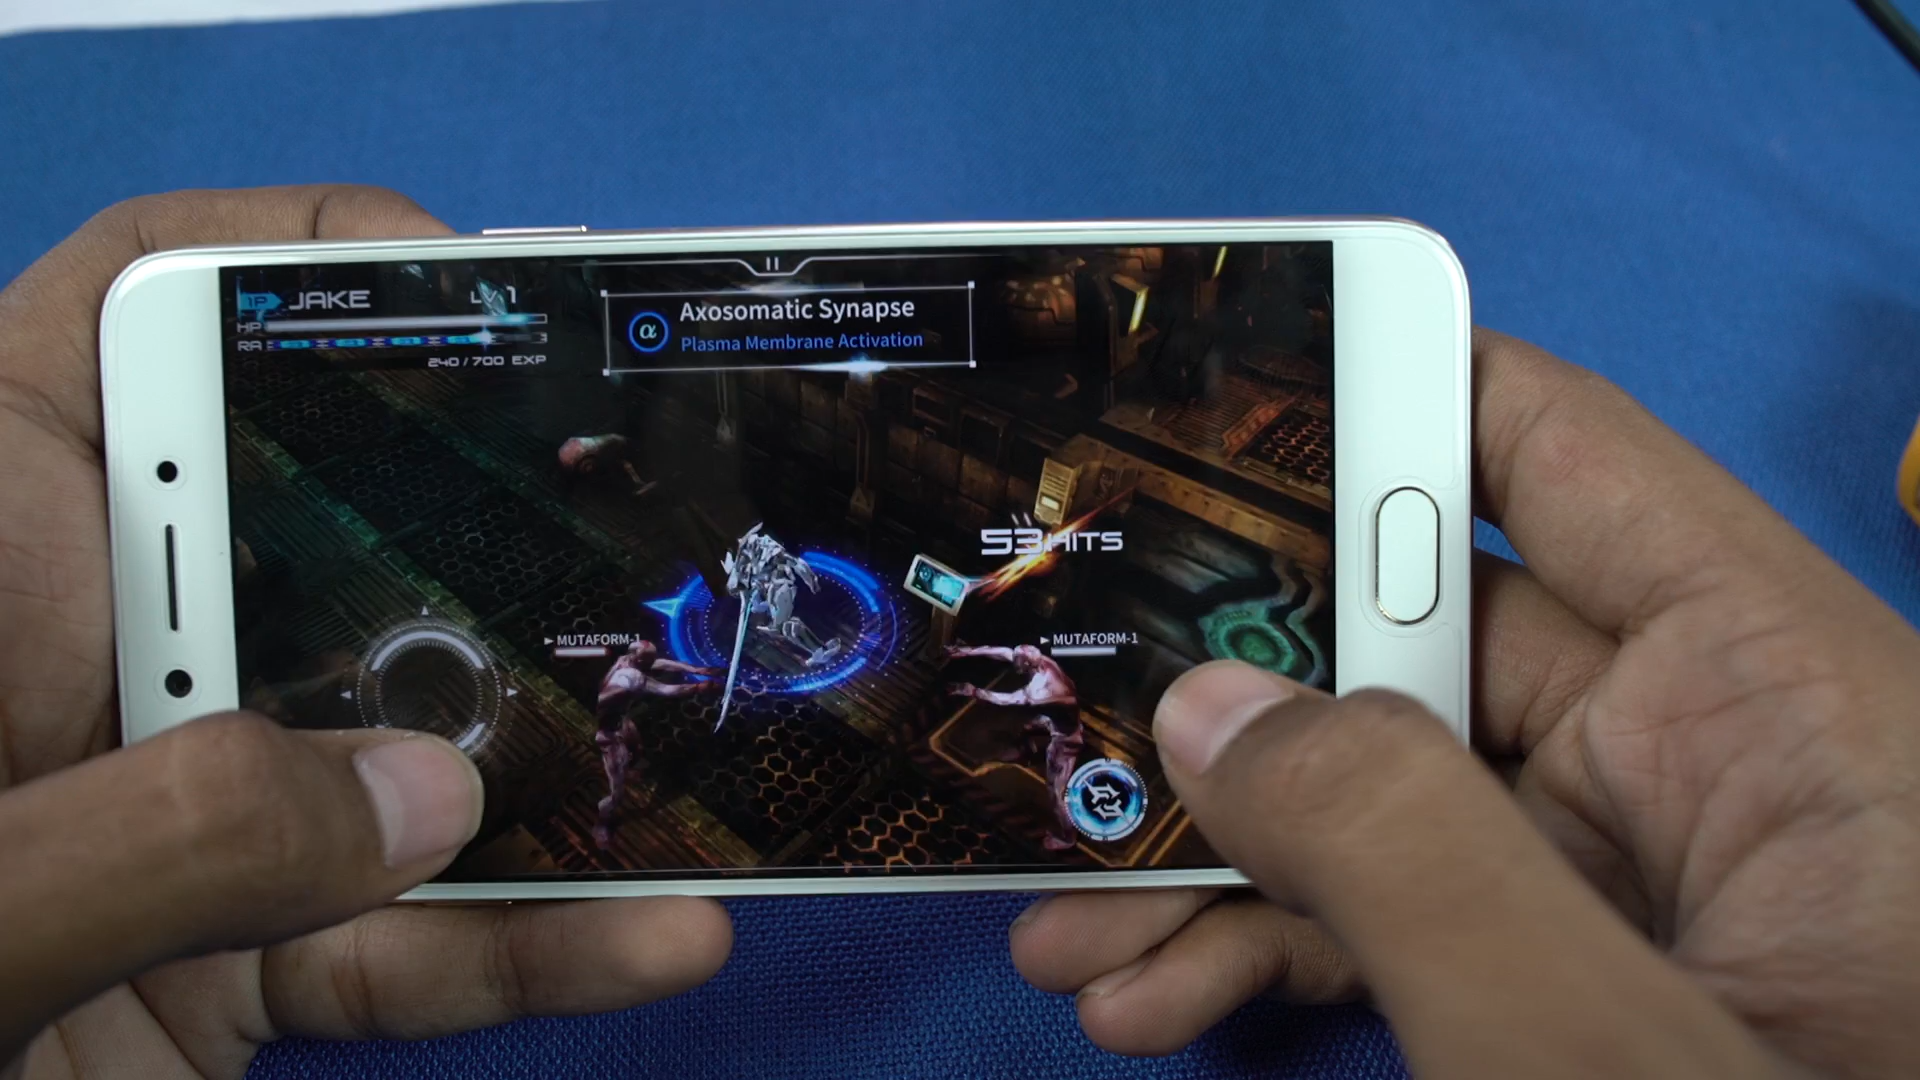 1P JAKE
LV 1
HP
RA
240 / 700 EXP
α
Axosomatic Synapse
Plasma Membrane Activation
53 HITS
MUTAFORM-1
MUTAFORM-1